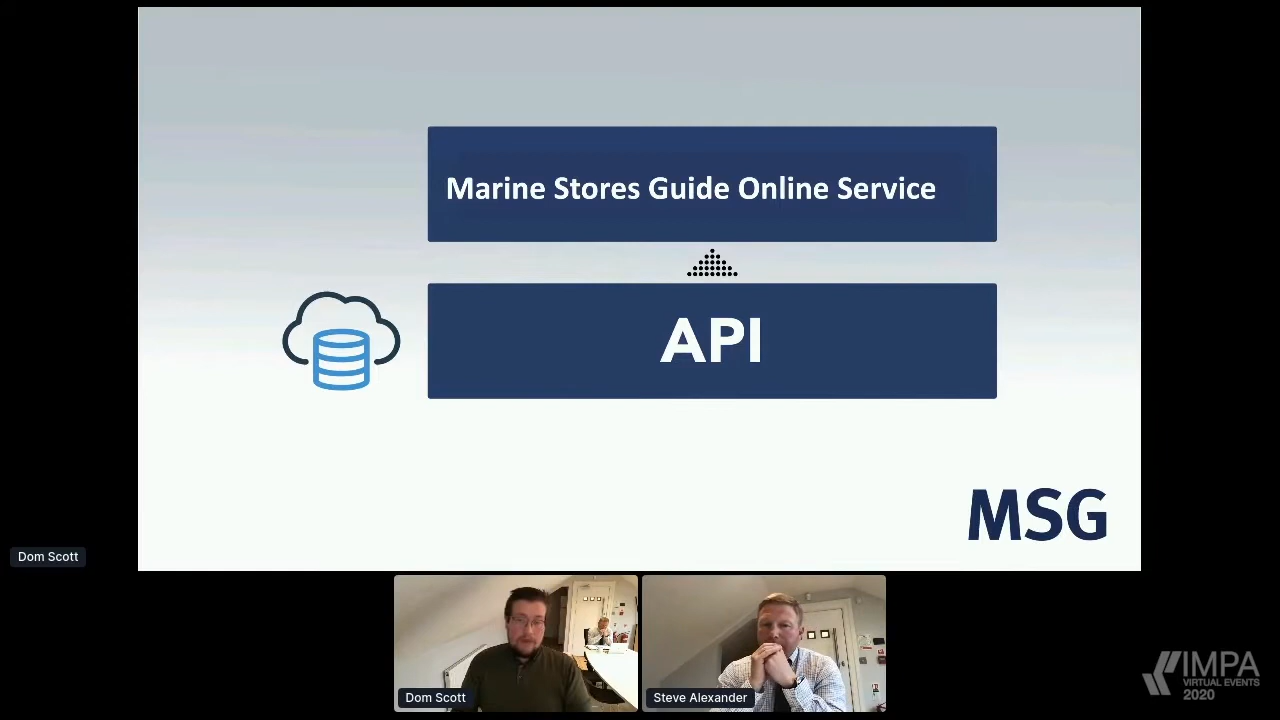 Marine Stores Guide Online Service
API
MSG
Dom Scott
Dom Scott
Steve Alexander
IMPA
VIRTUAL EVENTS
2020